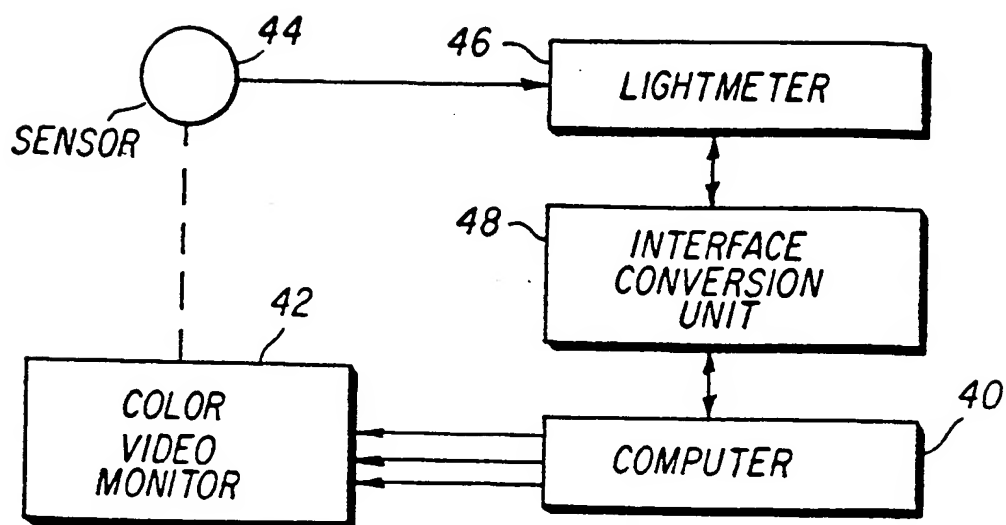 44
SENSOR
46
LIGHTMETER
48
INTERFACE
CONVERSION
UNIT
42
COLOR
VIDEO
MONITOR
40
COMPUTER